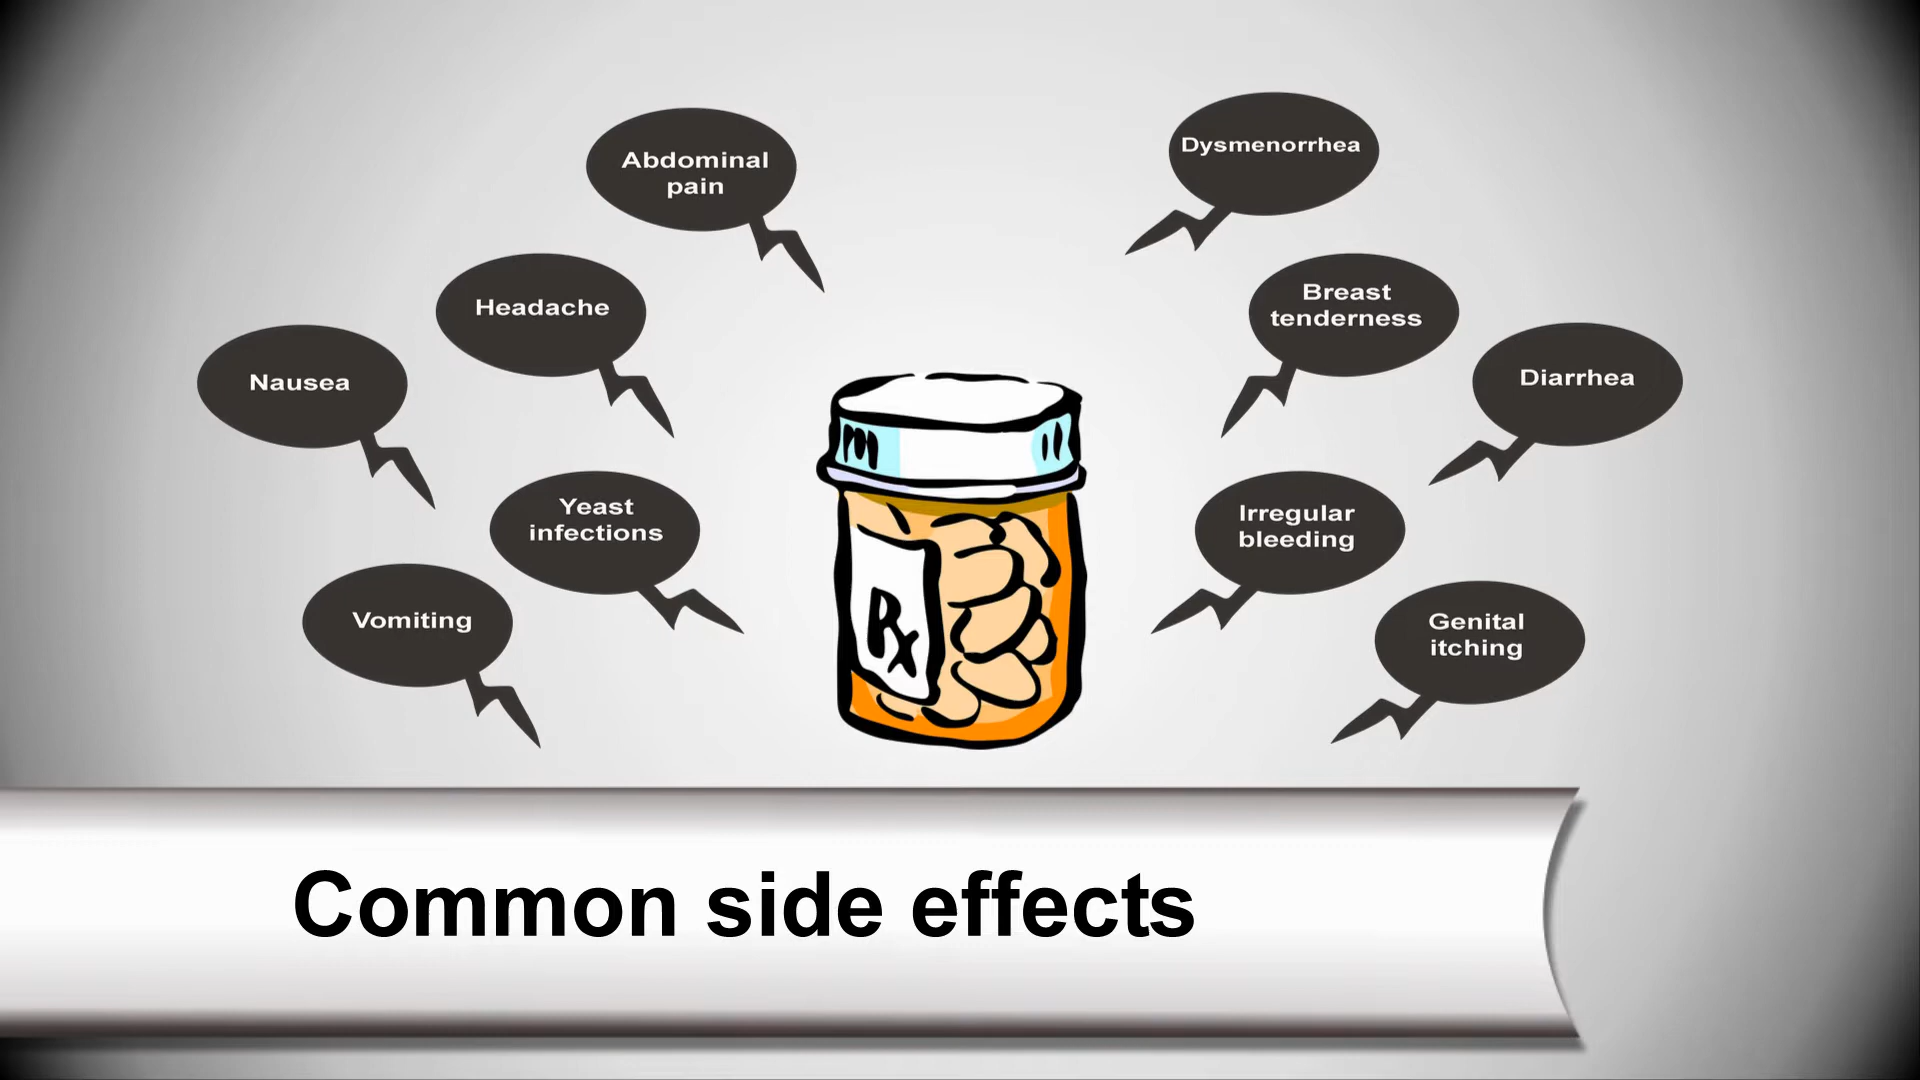 Abdominal
pain
Dysmenorrhea
Headache
Breast
tenderness
Nausea
Diarrhea
Yeast
infections
Irregular
bleeding
Vomiting
Genital
itching
Rx
Common side effects